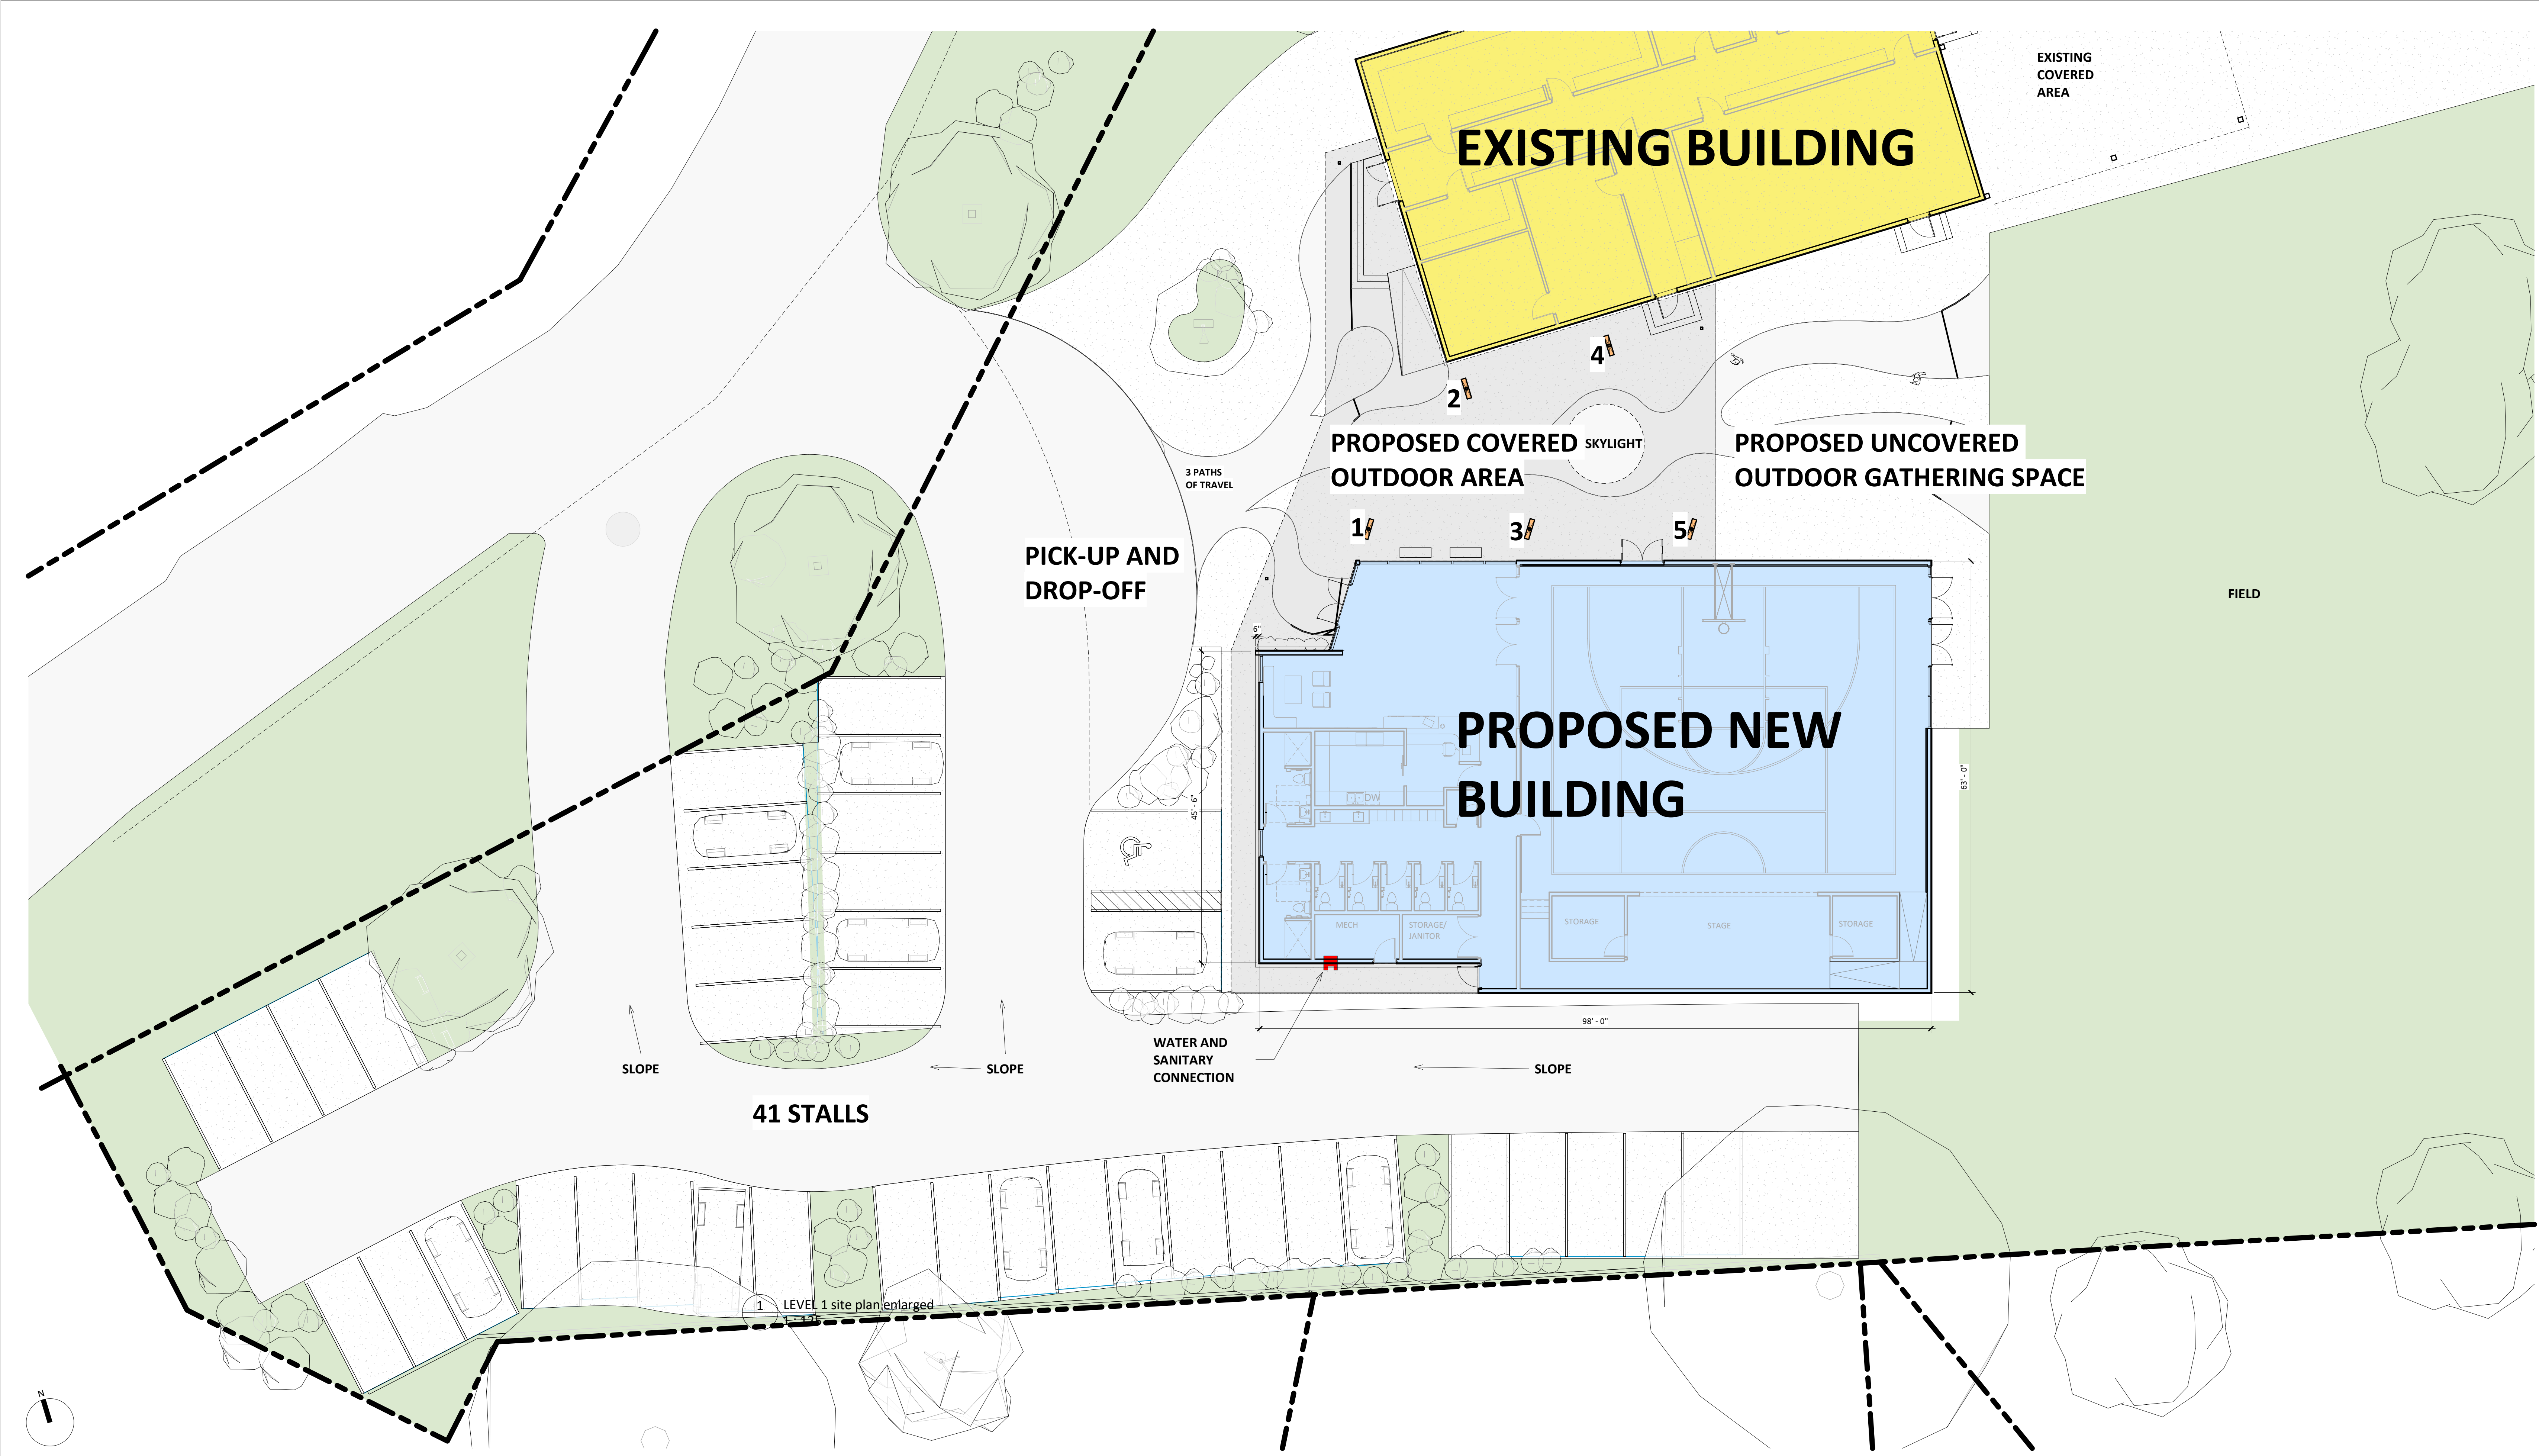 EXISTING
COVERED
AREA
EXISTING BUILDING
4
2
PROPOSED COVERED
OUTDOOR AREA
SKYLIGHT
PROPOSED UNCOVERED
OUTDOOR GATHERING SPACE
3 PATHS
OF TRAVEL
1
3
5
PICK-UP AND
DROP-OFF
FIELD
6"
PROPOSED NEW
BUILDING
63' - 0"
45' - 6"
DW
MECH
STORAGE/
JANITOR
STORAGE
STAGE
STORAGE
98' - 0"
WATER AND
SANITARY
CONNECTION
SLOPE
SLOPE
SLOPE
41 STALLS
1
LEVEL 1 site plan enlarged
1 : 125
N